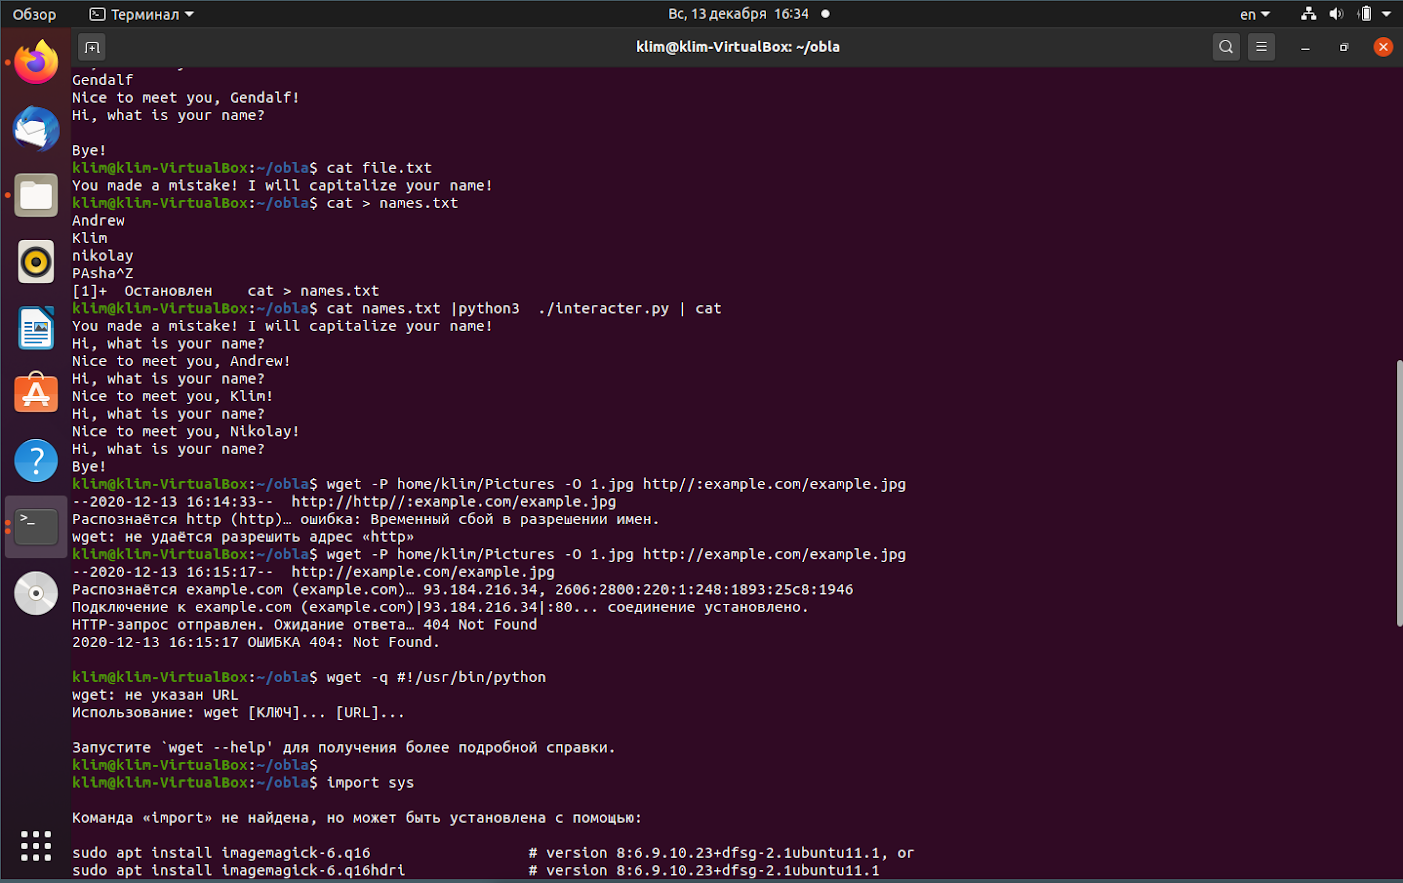 Обзор
Терминал
Вс, 13 декабря 16:34
en
klim@klim-VirtualBox: ~/obla
Gendalf
Nice to meet you, Gendalf!
Hi, what is your name?
Bye!
klim@klim-VirtualBox:~/obla$ cat file.txt
You made a mistake! I will capitalize your name!
klim@klim-VirtualBox:~/obla$ cat > names.txt
Andrew
Klim
nikolay
PAsha^Z
[1]+  Остановлен    cat > names.txt
klim@klim-VirtualBox:~/obla$ cat names.txt |python3  ./interacter.py | cat
You made a mistake! I will capitalize your name!
Hi, what is your name?
Nice to meet you, Andrew!
Hi, what is your name?
Nice to meet you, Klim!
Hi, what is your name?
Nice to meet you, Nikolay!
Hi, what is your name?
Bye!
klim@klim-VirtualBox:~/obla$ wget -P home/klim/Pictures -O 1.jpg http//:example.com/example.jpg
--2020-12-13 16:14:33--  http://http//:example.com/example.jpg
Распознаётся http (http)… ошибка: Временный сбой в разрешении имен.
wget: не удаётся разрешить адрес «http»
klim@klim-VirtualBox:~/obla$ wget -P home/klim/Pictures -O 1.jpg http://example.com/example.jpg
--2020-12-13 16:15:17--  http://example.com/example.jpg
Распознаётся example.com (example.com)… 93.184.216.34, 2606:2800:220:1:248:1893:25c8:1946
Подключение к example.com (example.com)|93.184.216.34|:80... соединение установлено.
HTTP-запрос отправлен. Ожидание ответа… 404 Not Found
2020-12-13 16:15:17 ОШИБКА 404: Not Found.
klim@klim-VirtualBox:~/obla$ wget -q #!/usr/bin/python
wget: не указан URL
Использование: wget [КЛЮЧ]... [URL]...
Запустите `wget --help' для получения более подробной справки.
klim@klim-VirtualBox:~/obla$
klim@klim-VirtualBox:~/obla$ import sys
Команда «import» не найдена, но может быть установлена с помощью:
sudo apt install imagemagick-6.q16                  # version 8:6.9.10.23+dfsg-2.1ubuntu11.1, or
sudo apt install imagemagick-6.q16hdri              # version 8:6.9.10.23+dfsg-2.1ubuntu11.1